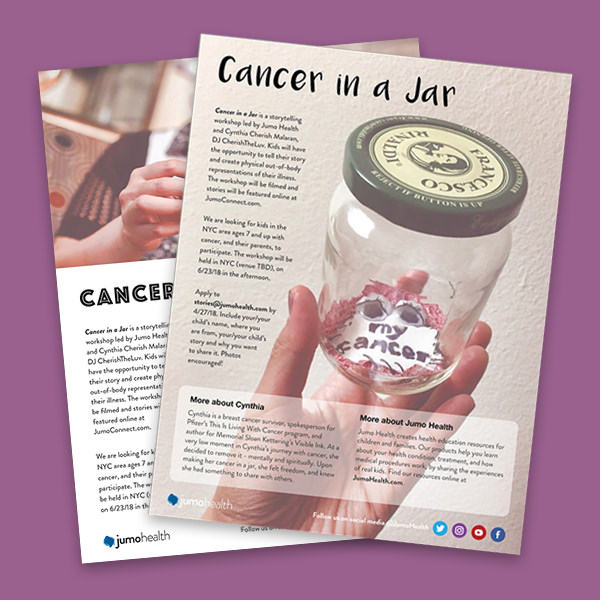 Cancer in a Jar
Cancer in a Jar is a storytelling
workshop led by Jumo Health
and Cynthia Cherish Malaran,
DJ CherishTheLuv. Kids will have
the opportunity to tell their story
and create physical out-of-body
representations of their illness.
The workshop will be filmed and
stories will be featured online at
JumoConnect.com.
We are looking for kids in the
NYC area ages 7 and up with
cancer, and their parents, to
participate. The workshop will be
held in NYC (venue TBD), on
6/23/18 in the afternoon.
Apply to
stories@jumohealth.com by
4/27/18. Include your/your
child's name, where you
are from, your/your child's
story and why you want
to share it. Photos
encouraged!
FRANCESCO
RINALDI
REJECT IF BUTTON IS UP
my
cancer
More about Cynthia
Cynthia is a breast cancer survivor, spokesperson for
Pfizer's This Is Living With Cancer program, and
author for Memorial Sloan Kettering's Visible Ink. At a
very low moment in Cynthia's journey with cancer, she
decided to remove it - mentally and spiritually. Upon
making her cancer in a jar, she felt freedom, and knew
she had something to share with others.
More about Jumo Health
Jumo Health creates health education resources for
children and families. Our products help you learn
about your health condition, treatment, and how
medical procedures work, by sharing the experiences
of real kids. Find our resources online at
JumoHealth.com.
jumohealth
Follow us on social media @JumoHealth
CANCER
Cancer in a Jar is a storytelling
workshop led by Jumo Health
and Cynthia Cherish
DJ CherishTheLuv. Kids will
have the opportunity to te
their story and create phy
out-of-body representat
their illness. The worksh
be filmed and stories wi
featured online at
JumoConnect.com
We are looking for k
NYC area ages 7 an
cancer, and their p
participate. The w
be held in NYC (v
on 6/23/18 in th
jumohealth
Follow us on